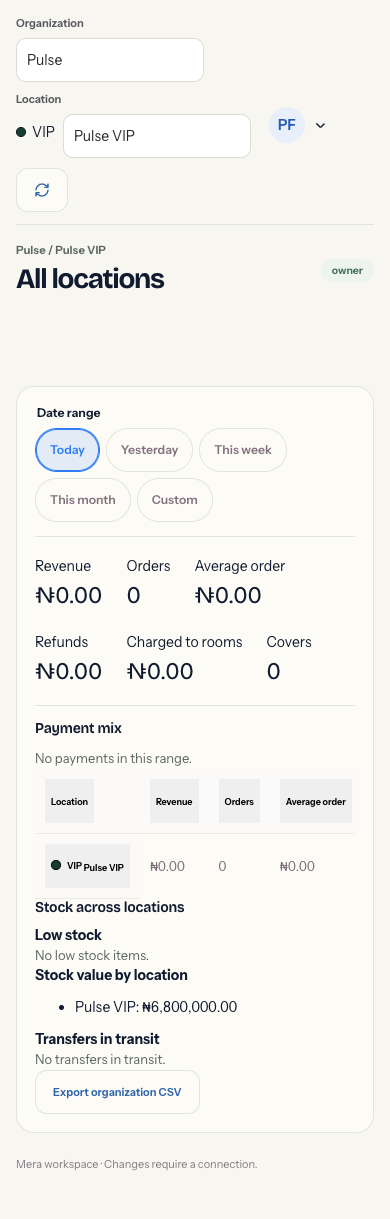 Organization
Pulse
Location
VIP
Pulse VIP
PF
Pulse / Pulse VIP
All locations
owner
Date range
Today
Yesterday
This week
This month
Custom
Revenue
Orders
Average order
₦0.00
0
₦0.00
Refunds
Charged to rooms
Covers
₦0.00
₦0.00
0
Payment mix
No payments in this range.
Location
Revenue
Orders
Average order
VIP Pulse VIP
₦0.00
0
₦0.00
Stock across locations
Low stock
No low stock items.
Stock value by location
• Pulse VIP: ₦6,800,000.00
Transfers in transit
No transfers in transit.
Export organization CSV
Mera workspace · Changes require a connection.